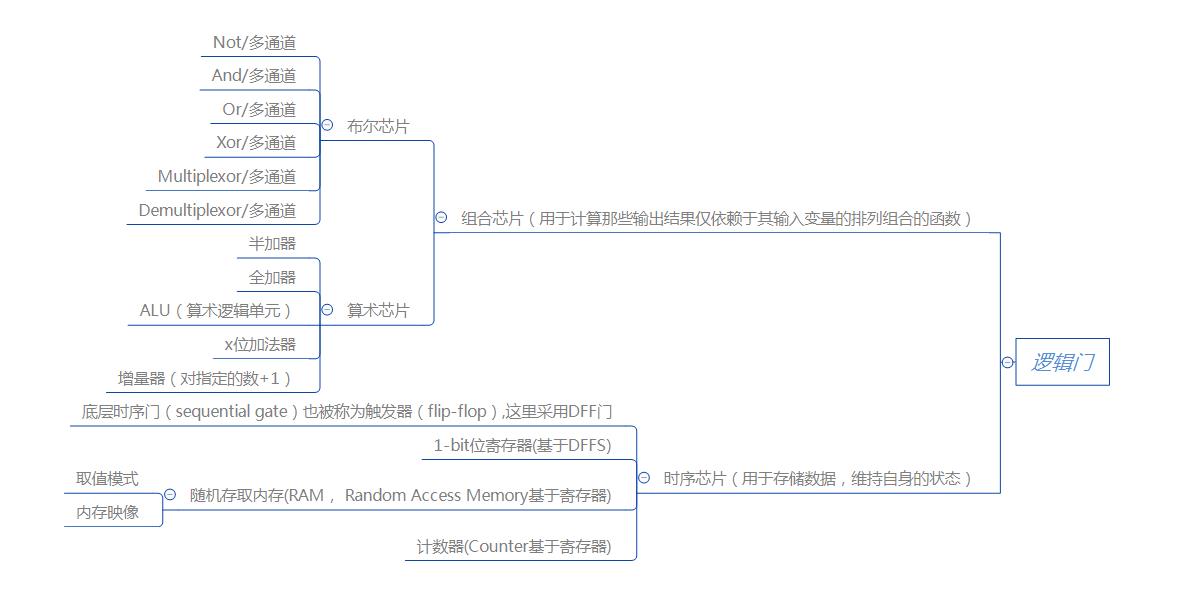 Not/多通道
And/多通道
Or/多通道
布尔芯片
Xor/多通道
Multiplexor/多通道
Demultiplexor/多通道
组合芯片（用于计算那些输出结果仅依赖于其输入变量的排列组合的函数）
半加器
全加器
ALU（算术逻辑单元）
算术芯片
x位加法器
逻辑门
增量器（对指定的数+1）
底层时序门（sequential gate）也被称为触发器（flip-flop）,这里采用DFF门
1-bit位寄存器(基于DFFS)
取值模式
时序芯片（用于存储数据，维持自身的状态）
随机存取内存(RAM， Random Access Memory基于寄存器)
内存映像
计数器(Counter基于寄存器)